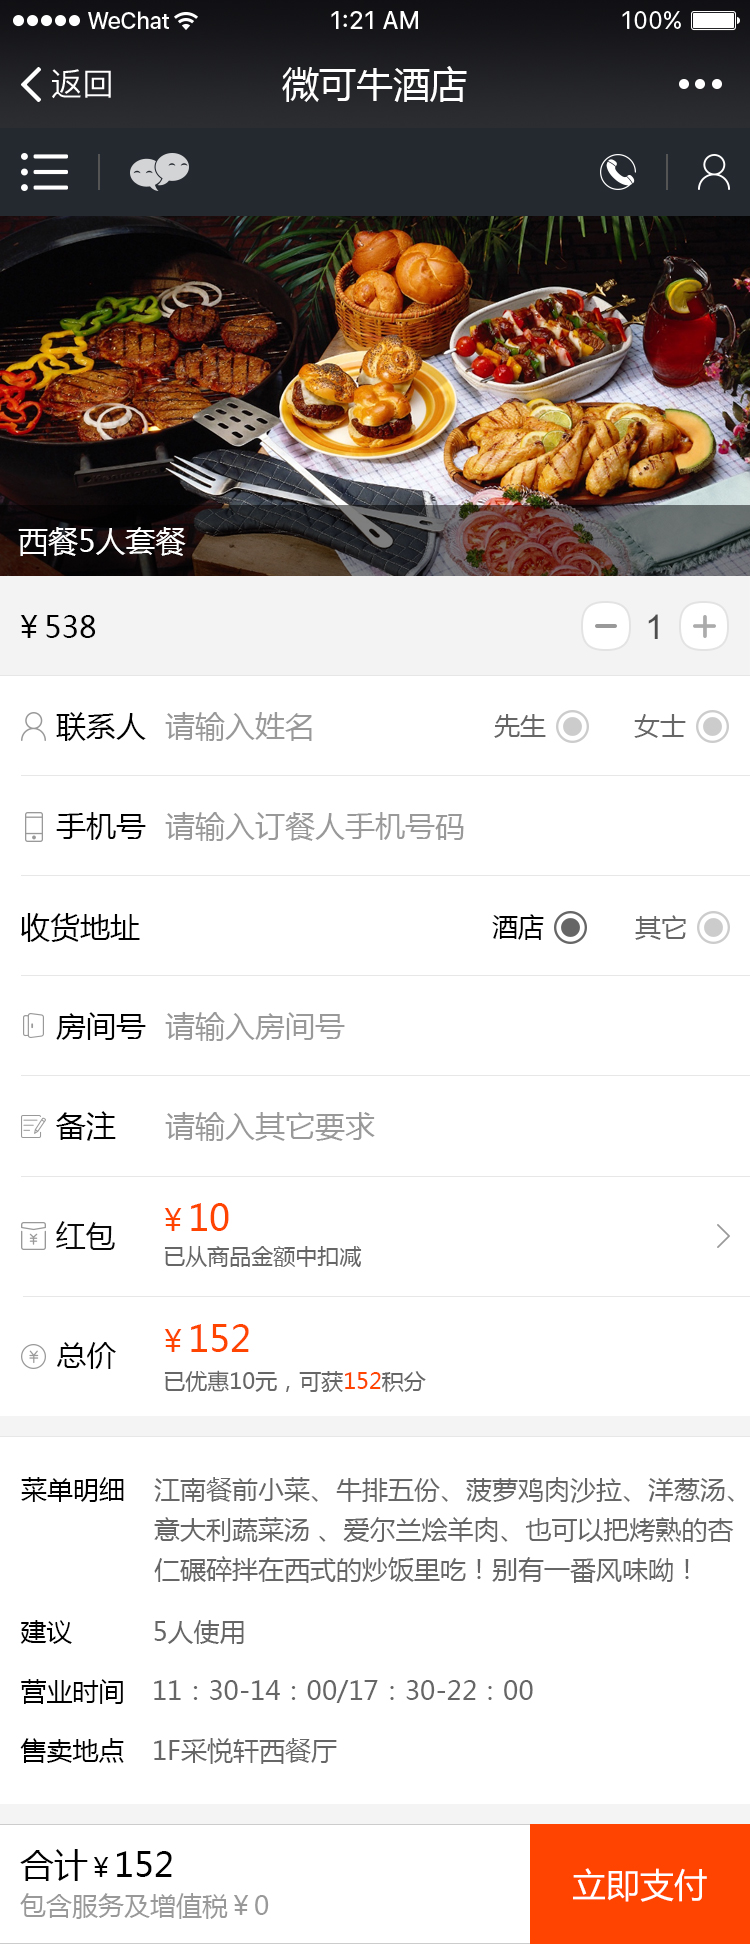 WeChat 1:21 AM 100%
返回 微可牛酒店
西餐5人套餐
¥538 1
联系人 请输入姓名 先生 女士
手机号 请输入订餐人手机号码
收货地址 酒店 其它
房间号 请输入房间号
备注 请输入其它要求
红包 ¥10
已从商品金额中扣减
总价 ¥152
已优惠10元，可获152积分
菜单明细 江南餐前小菜、牛排五份、菠萝鸡肉沙拉、洋葱汤、
意大利蔬菜汤 、爱尔兰烩羊肉、也可以把烤熟的杏
仁碾碎拌在西式的炒饭里吃！别有一番风味呦！
建议 5人使用
营业时间 11：30-14：00/17：30-22：00
售卖地点 1F采悦轩西餐厅
合计¥152
包含服务及增值税¥0
立即支付